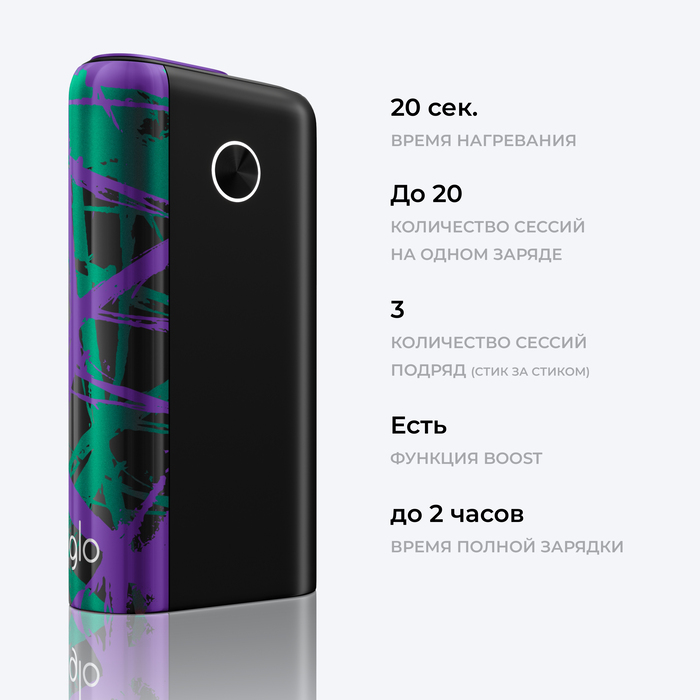 20 сек.
ВРЕМЯ НАГРЕВАНИЯ
До 20
КОЛИЧЕСТВО СЕССИЙ
НА ОДНОМ ЗАРЯДЕ
3
КОЛИЧЕСТВО СЕССИЙ
ПОДРЯД (СТИК ЗА СТИКОМ)
Есть
ФУНКЦИЯ BOOST
до 2 часов
ВРЕМЯ ПОЛНОЙ ЗАРЯДКИ
glo